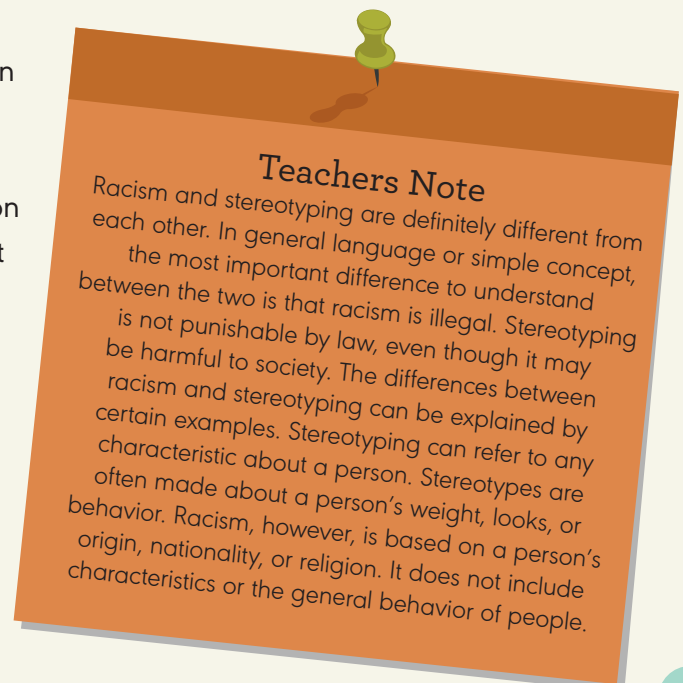 n
on
t
Teachers Note
Racism and stereotyping are definitely different from
each other. In general language or simple concept,
the most important difference to understand
between the two is that racism is illegal. Stereotyping
is not punishable by law, even though it may
be harmful to society. The differences between
racism and stereotyping can be explained by
certain examples. Stereotyping can refer to any
characteristic about a person. Stereotypes are
often made about a person's weight, looks, or
behavior. Racism, however, is based on a person's
origin, nationality, or religion. It does not include
characteristics or the general behavior of people.